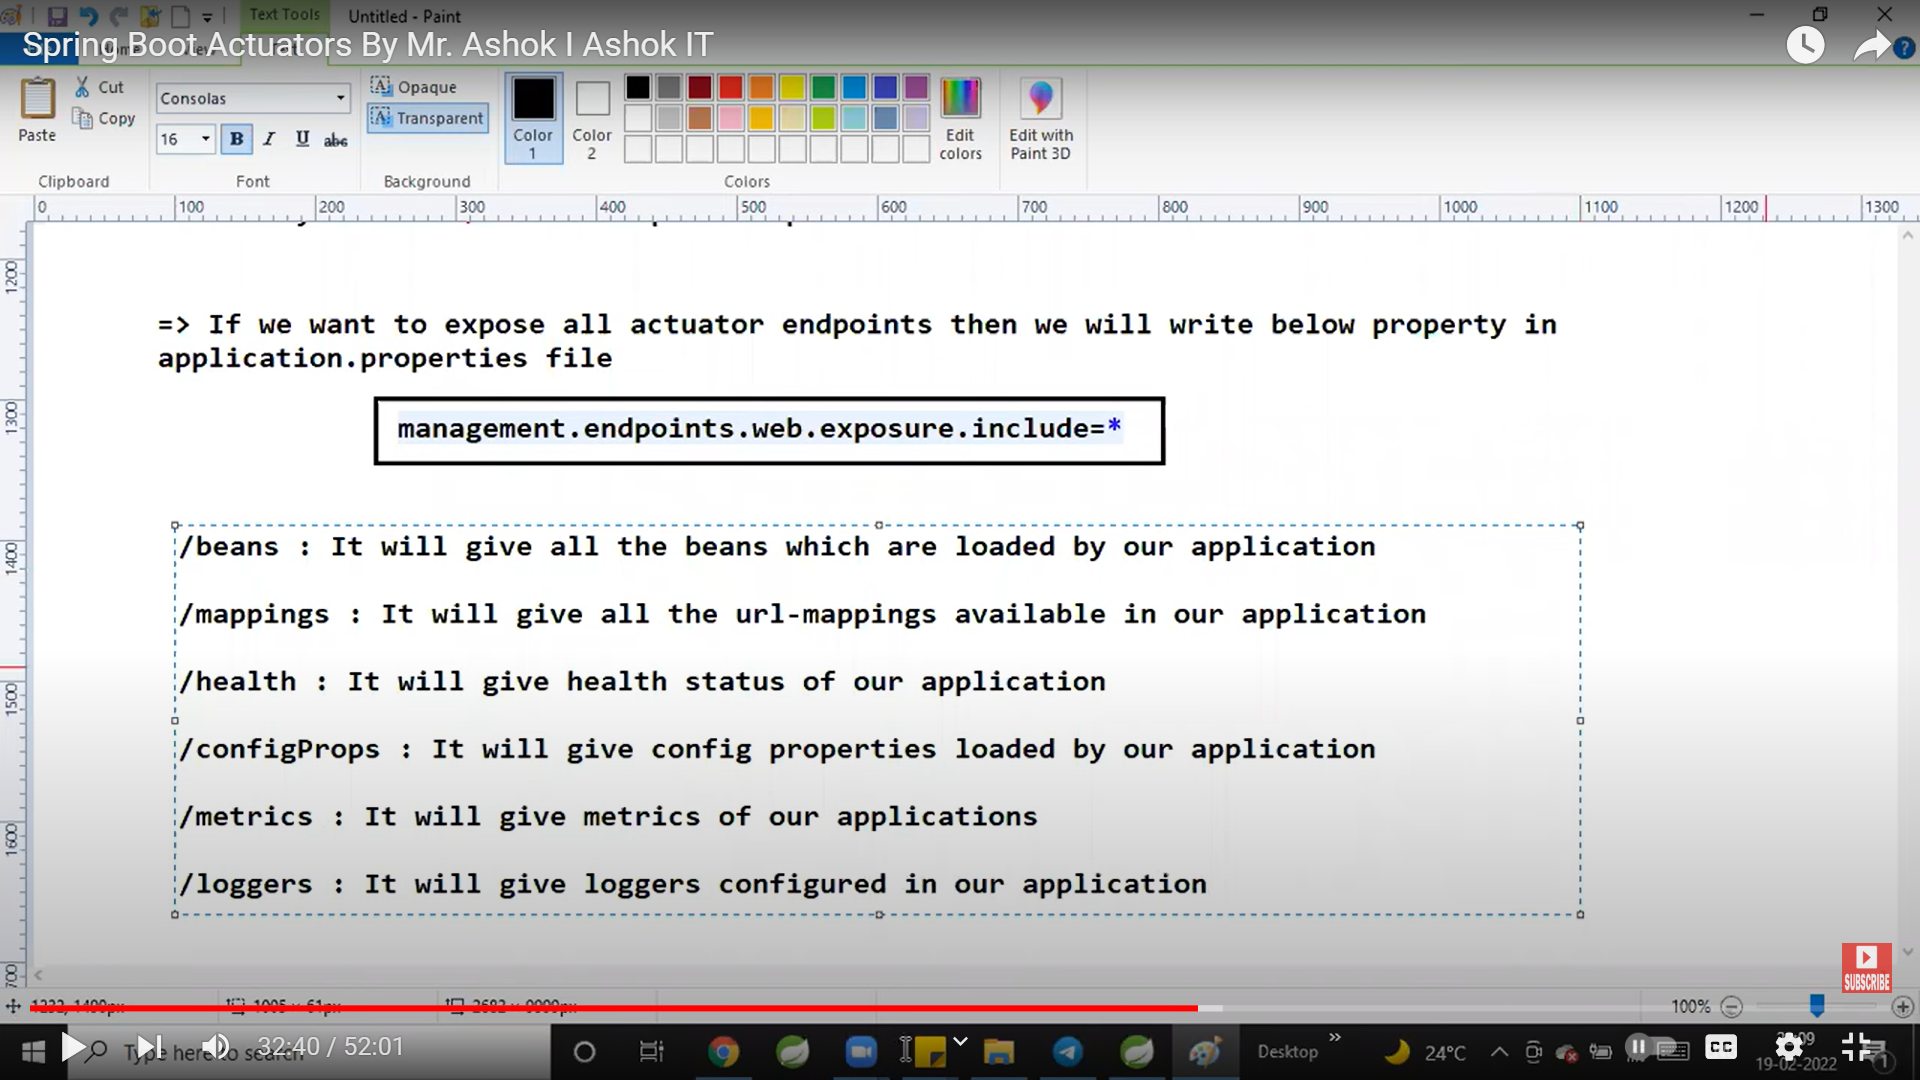 Text Tools
Untitled - Paint
Spring Boot Actuators By Mr. Ashok I Ashok IT
Paste
Cut
Copy
Clipboard
Consolas
16
B I U abc
Font
Opaque
Transparent
Background
Color 1
Color 2
Edit colors
Edit with Paint 3D
Colors
0 100 200 300 400 500 600 700 800 900 1000 1100 1200 1300
1200
1300
1400
1500
1600
=> If we want to expose all actuator endpoints then we will write below property in
application.properties file
management.endpoints.web.exposure.include=*
/beans : It will give all the beans which are loaded by our application
/mappings : It will give all the url-mappings available in our application
/health : It will give health status of our application
/configProps : It will give config properties loaded by our application
/metrics : It will give metrics of our applications
/loggers : It will give loggers configured in our application
SUBSCRIBE
100%
Type here to search
32:40 / 52:01
Desktop
24°C
CC
19-02-2022
1